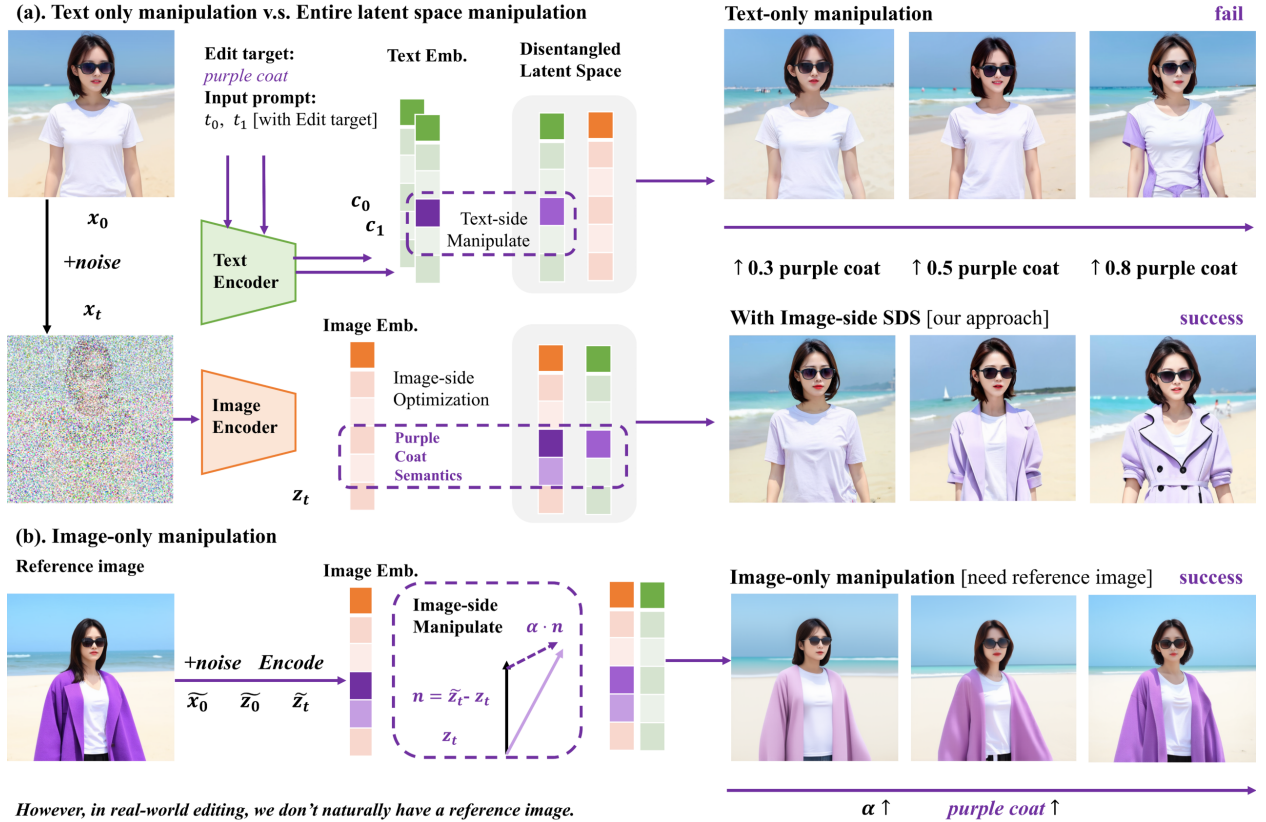 (a). Text only manipulation v.s. Entire latent space manipulation
Edit target:
purple coat
Input prompt:
t₀, t₁ [with Edit target]
Text Emb.
Disentangled
Latent Space
x₀
+noise
xₜ
Text
Encoder
c₀
c₁
Text-side
Manipulate
Image Emb.
Image
Encoder
Image-side
Optimization
Purple
Coat
Semantics
zₜ
Text-only manipulation fail
↑ 0.3 purple coat ↑ 0.5 purple coat ↑ 0.8 purple coat
With Image-side SDS [our approach] success
(b). Image-only manipulation
Reference image
+noise Encode
x̃₀ z̃₀ z̃ₜ
Image Emb.
Image-side
Manipulate
α · n
n = z̃ₜ- zₜ
zₜ
Image-only manipulation [need reference image] success
α ↑ purple coat ↑
However, in real-world editing, we don't naturally have a reference image.